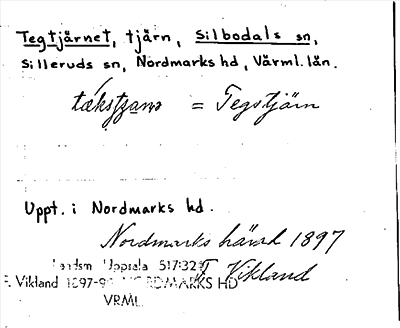 Tegtjärnet, tjärn, Silbodals sn,
Silleruds sn, Nordmarks hd, Värml. län.
= Tegstjärn
Uppt. i Nordmarks hd.
Nordmarks härad 1897
Landsm Uppsala 517:32 F Vikland
F. Vikland 1897-9 NORDMARKS HD
VRML